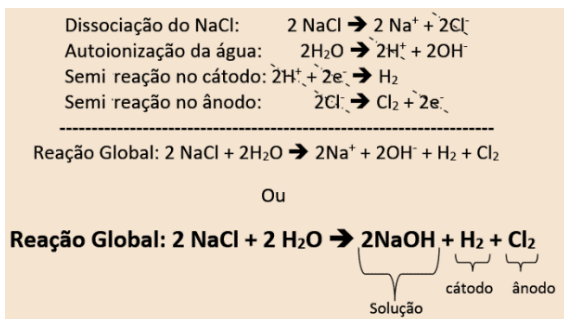 Dissociação do NaCl: 2 NaCl ➔ 2 Na⁺ + 2Cl⁻
Autoionização da água: 2H₂O ➔ 2H⁺ + 2OH⁻
Semi reação no cátodo: 2H⁺ + 2e⁻ ➔ H₂
Semi reação no ânodo: 2Cl⁻ ➔ Cl₂ + 2e⁻
Reação Global: 2 NaCl + 2H₂O ➔ 2Na⁺ + 2OH⁻ + H₂ + Cl₂
Ou
Reação Global: 2 NaCl + 2 H₂O ➔ 2NaOH + H₂ + Cl₂
cátodo ânodo
Solução